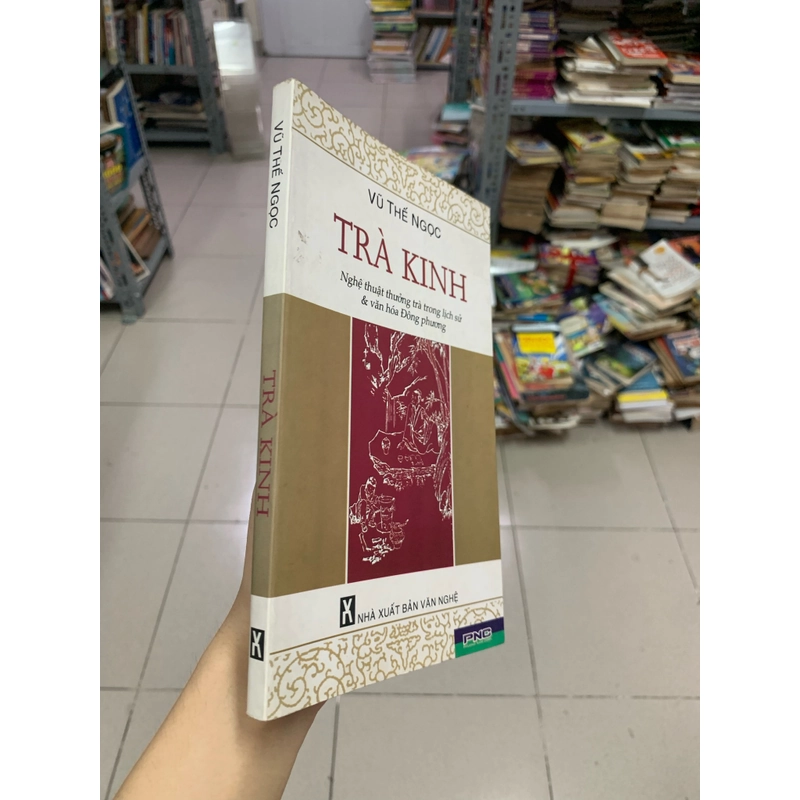 VŨ THẾ NGỌC
TRÀ KINH
VŨ THẾ NGỌC
TRÀ KINH
Nghệ thuật thưởng trà trong lịch sử
& văn hóa Đông phương
NHÀ XUẤT BẢN VĂN NGHỆ
PNC